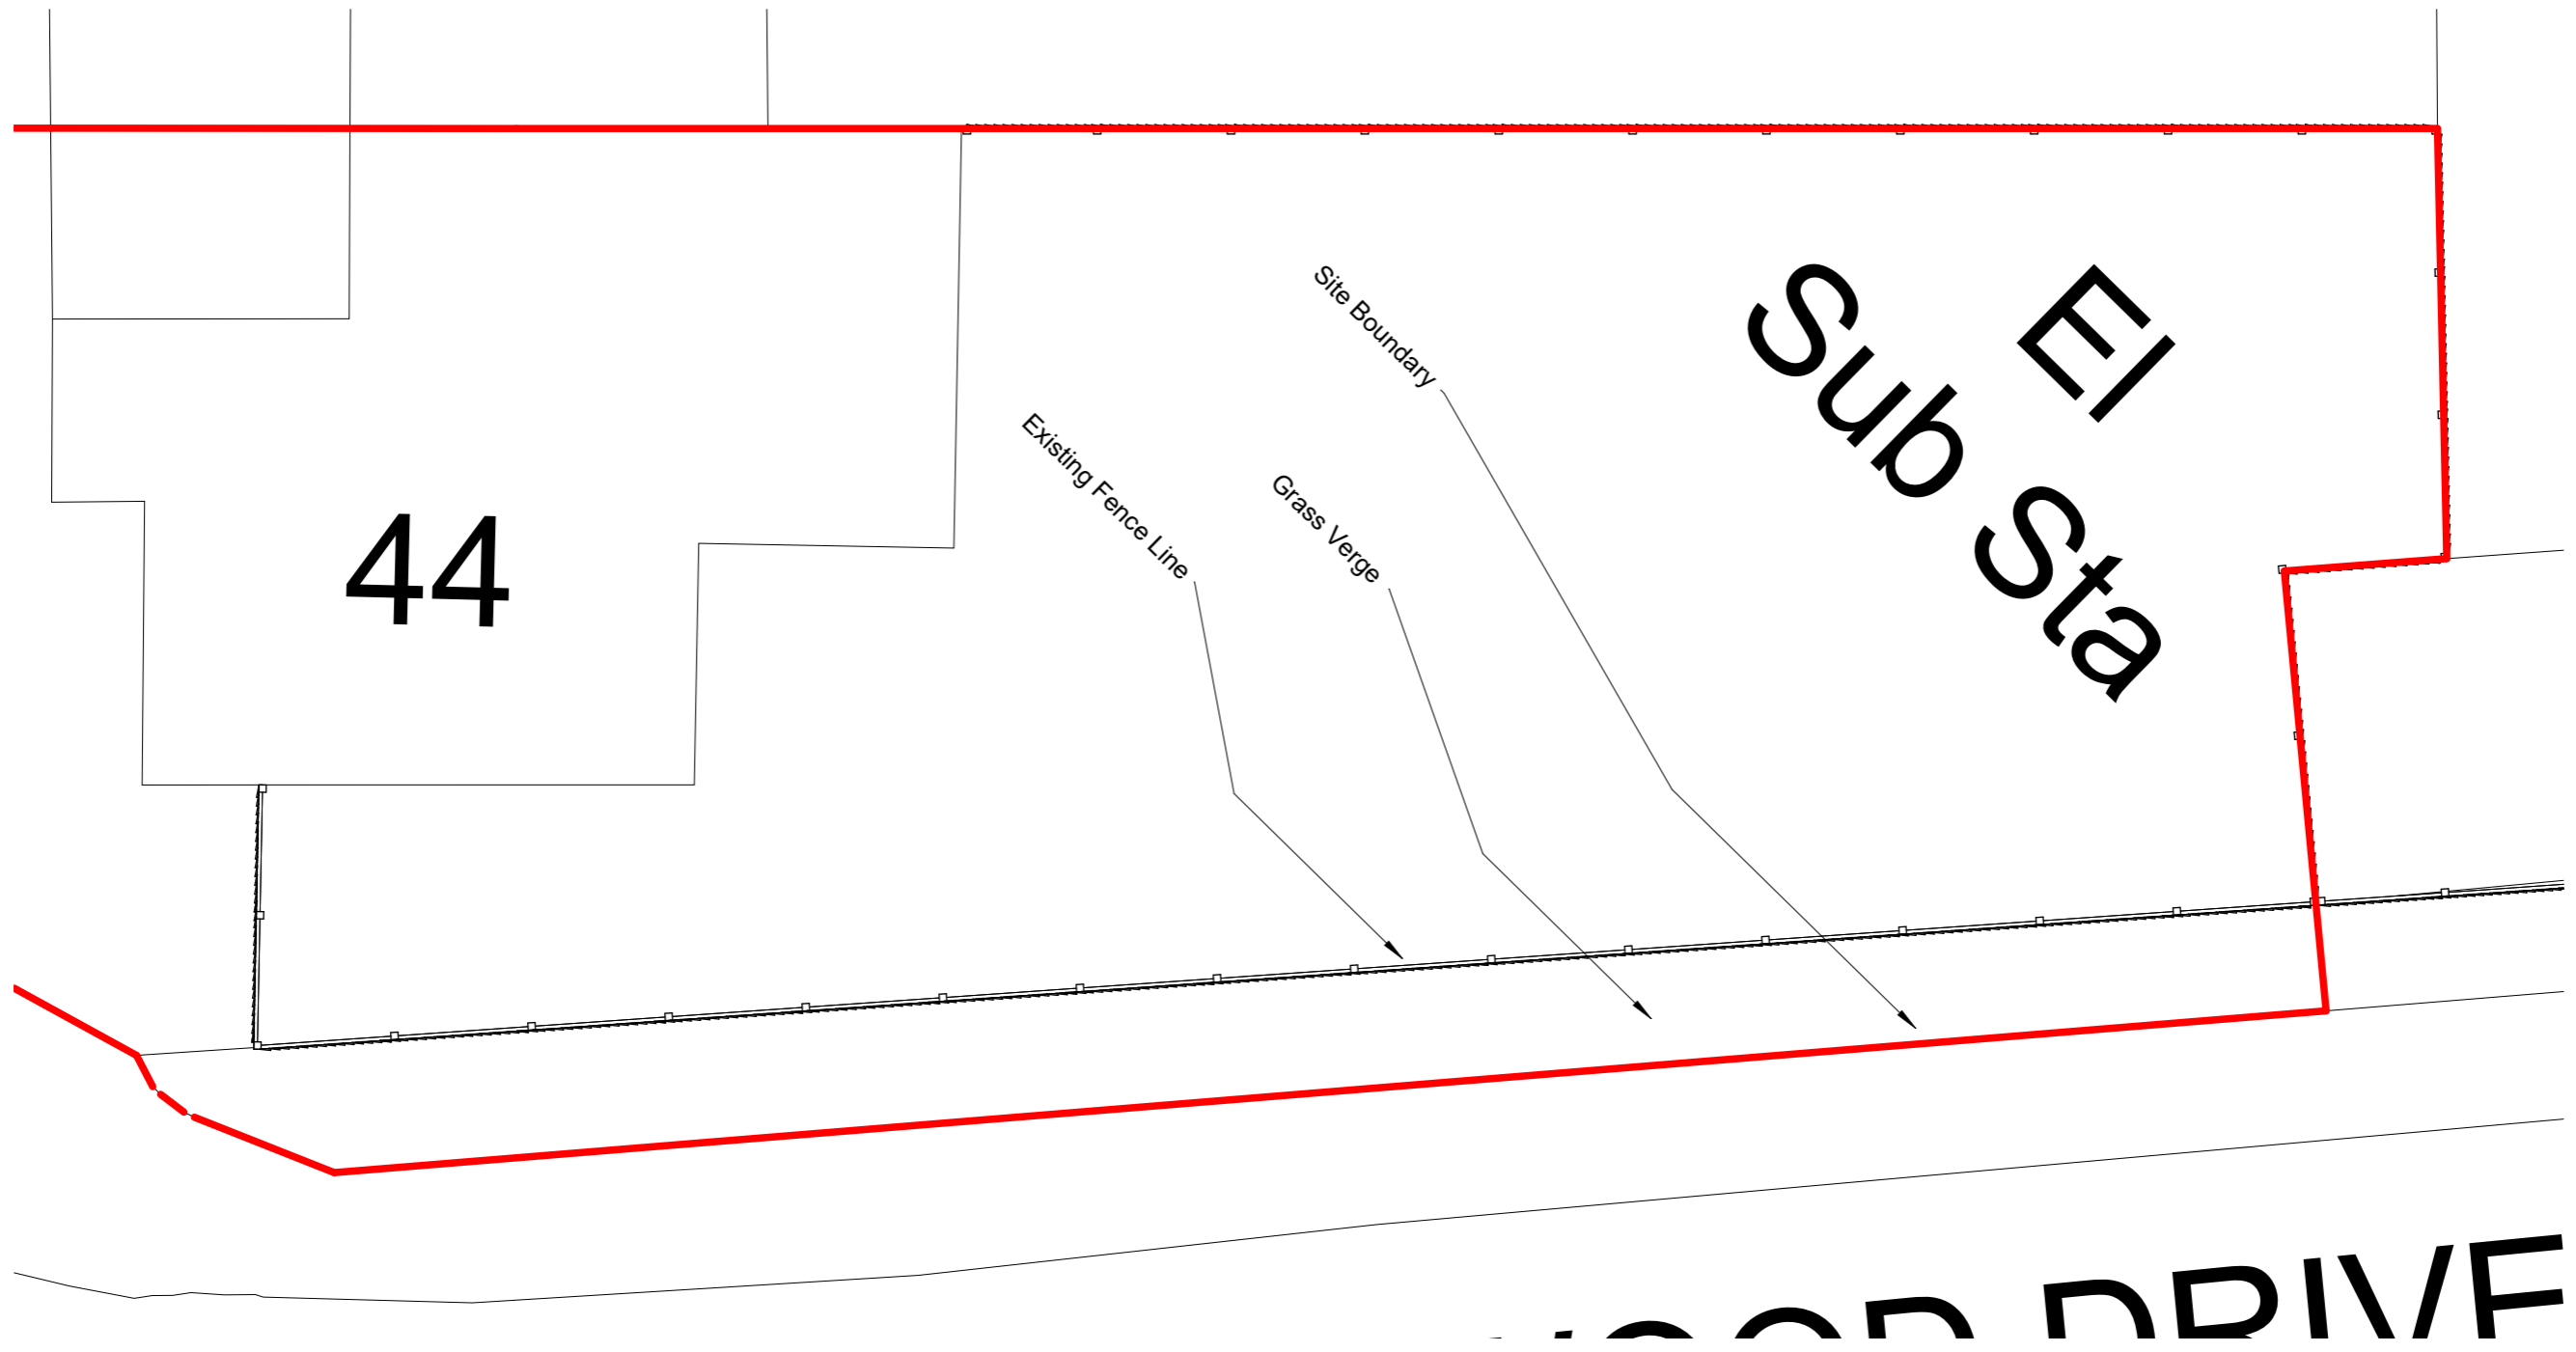 Site Boundary
El
Sub Sta
Existing Fence Line
Grass Verge
44
DRIVE